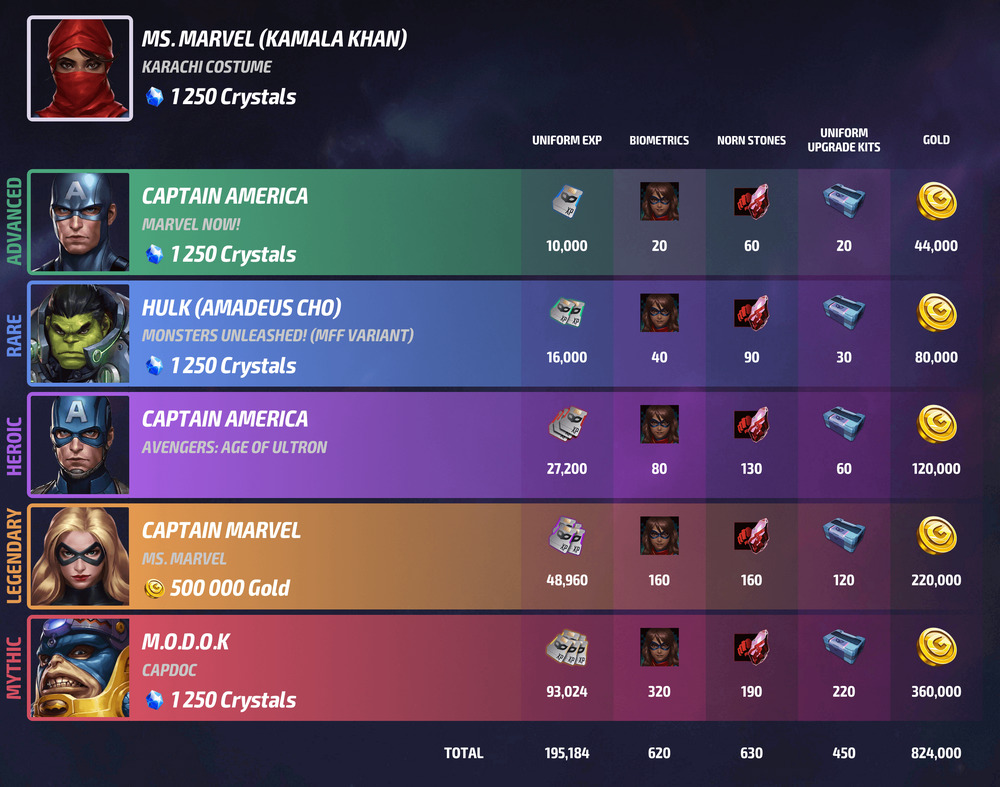 MS. MARVEL (KAMALA KHAN)
KARACHI COSTUME
1 250 Crystals
UNIFORM EXP BIOMETRICS NORN STONES UNIFORM UPGRADE KITS GOLD
ADVANCED
CAPTAIN AMERICA
MARVEL NOW!
1 250 Crystals
10,000 20 60 20 44,000
RARE
HULK (AMADEUS CHO)
MONSTERS UNLEASHED! (MFF VARIANT)
1 250 Crystals
16,000 40 90 30 80,000
HEROIC
CAPTAIN AMERICA
AVENGERS: AGE OF ULTRON
27,200 80 130 60 120,000
LEGENDARY
CAPTAIN MARVEL
MS. MARVEL
500 000 Gold
48,960 160 160 120 220,000
MYTHIC
M.O.D.O.K
CAPDOC
1 250 Crystals
93,024 320 190 220 360,000
TOTAL 195,184 620 630 450 824,000